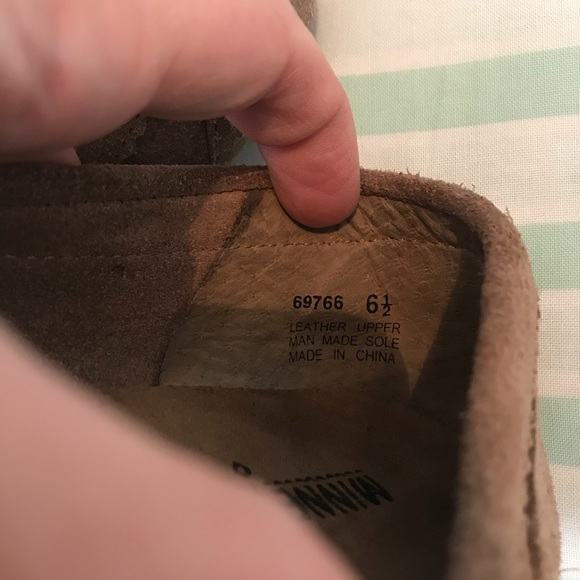 69766 6½
LEATHER UPPER
MAN MADE SOLE
MADE IN CHINA